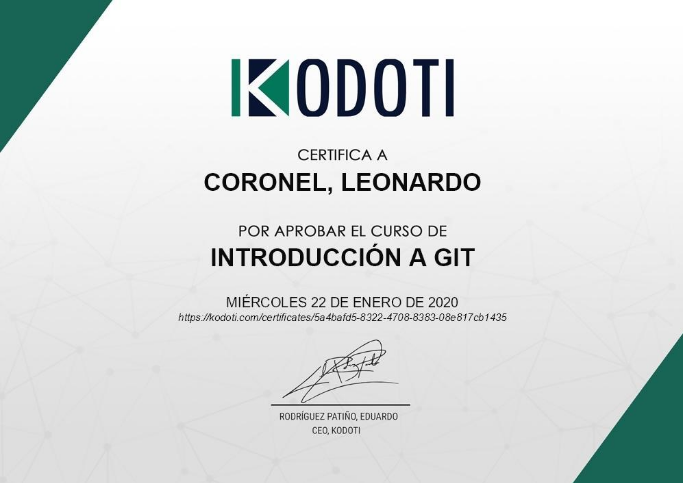 KODOTI
CERTIFICA A
CORONEL, LEONARDO
POR APROBAR EL CURSO DE
INTRODUCCIÓN A GIT
MIÉRCOLES 22 DE ENERO DE 2020
https://kodoti.com/certificates/5a4bafd5-8322-4708-8383-08e817cb1435
RODRÍGUEZ PATIÑO, EDUARDO
CEO, KODOTI